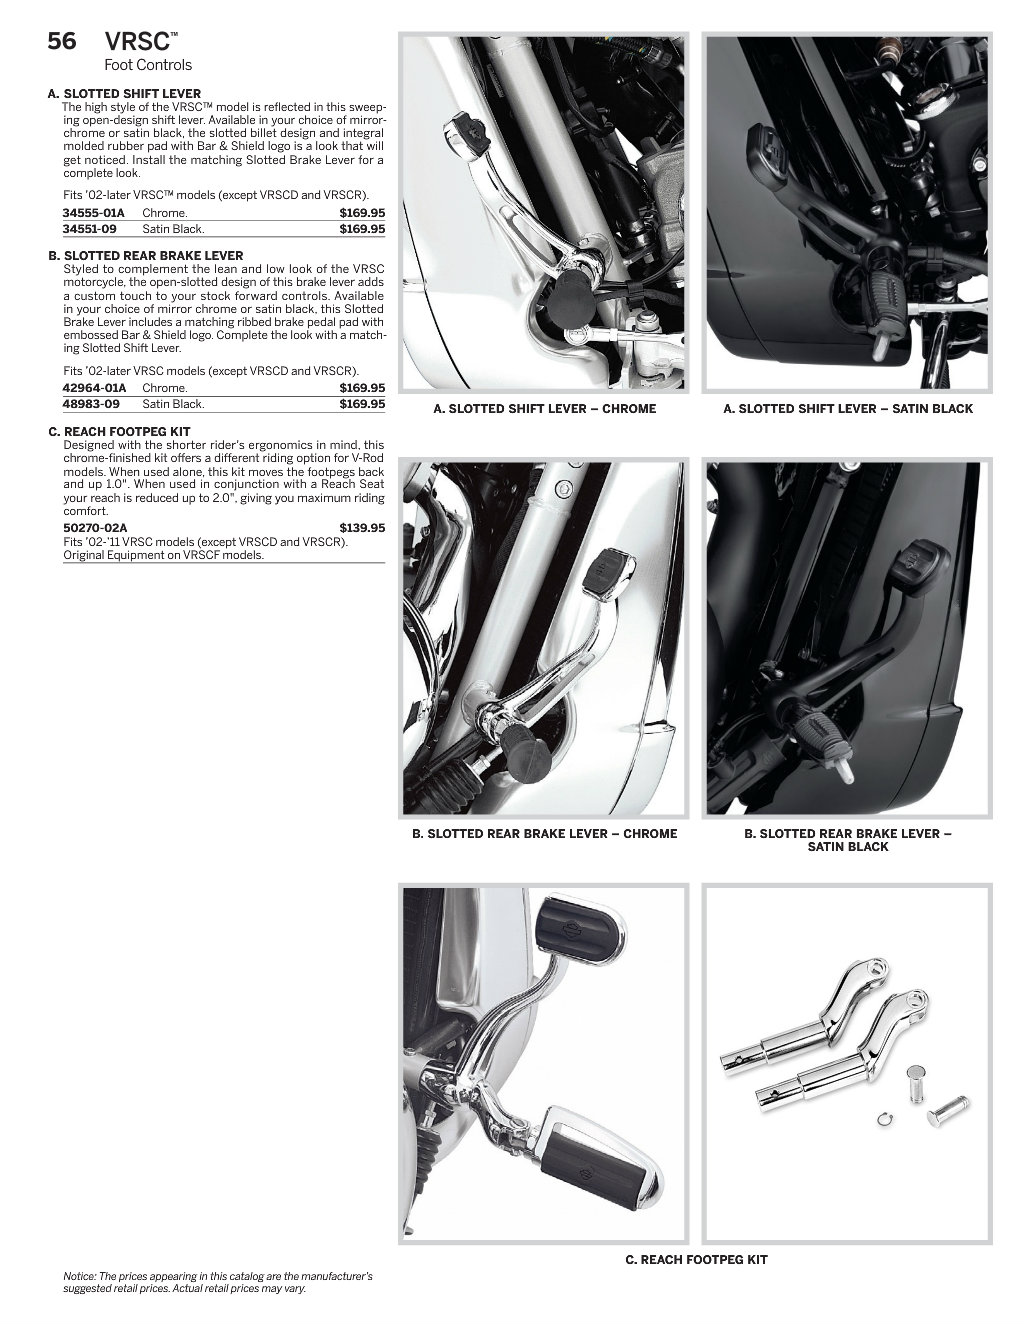 56 VRSC™
Foot Controls
A. SLOTTED SHIFT LEVER
The high style of the VRSC™ model is reflected in this sweep-
ing open-design shift lever. Available in your choice of mirror-
chrome or satin black, the slotted billet design and integral
molded rubber pad with Bar & Shield logo is a look that will
get noticed. Install the matching Slotted Brake Lever for a
complete look.
Fits ’02-later VRSC™ models (except VRSCD and VRSCR).
34555-01A Chrome. $169.95
34551-09 Satin Black. $169.95
B. SLOTTED REAR BRAKE LEVER
Styled to complement the lean and low look of the VRSC
motorcycle, the open-slotted design of this brake lever adds
a custom touch to your stock forward controls. Available
in your choice of mirror chrome or satin black, this Slotted
Brake Lever includes a matching ribbed brake pedal pad with
embossed Bar & Shield logo. Complete the look with a match-
ing Slotted Shift Lever.
Fits ’02-later VRSC models (except VRSCD and VRSCR).
42964-01A Chrome. $169.95
48983-09 Satin Black. $169.95
C. REACH FOOTPEG KIT
Designed with the shorter rider’s ergonomics in mind, this
chrome-finished kit offers a different riding option for V-Rod
models. When used alone, this kit moves the footpegs back
and up 1.0". When used in conjunction with a Reach Seat
your reach is reduced up to 2.0", giving you maximum riding
comfort.
50270-02A $139.95
Fits ’02-’11 VRSC models (except VRSCD and VRSCR).
Original Equipment on VRSCF models.
A. SLOTTED SHIFT LEVER – CHROME
A. SLOTTED SHIFT LEVER – SATIN BLACK
B. SLOTTED REAR BRAKE LEVER – CHROME
B. SLOTTED REAR BRAKE LEVER –
SATIN BLACK
C. REACH FOOTPEG KIT
Notice: The prices appearing in this catalog are the manufacturer’s
suggested retail prices. Actual retail prices may vary.